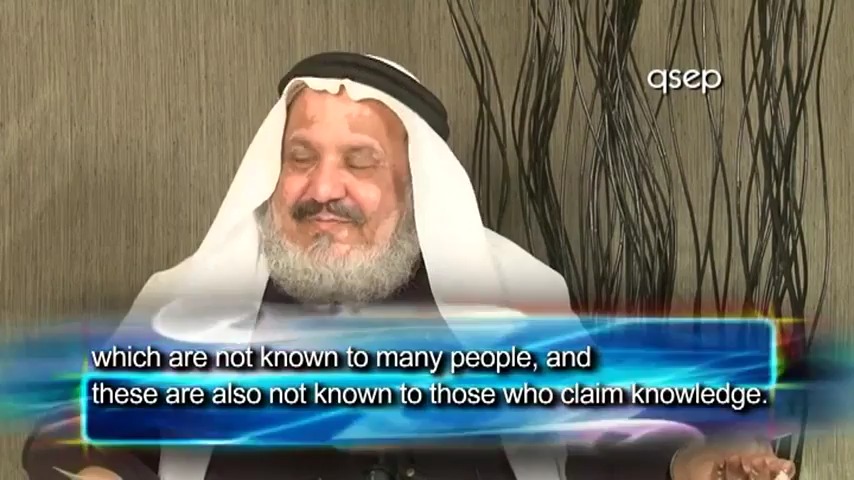 qsep
which are not known to many people, and
these are also not known to those who claim knowledge.